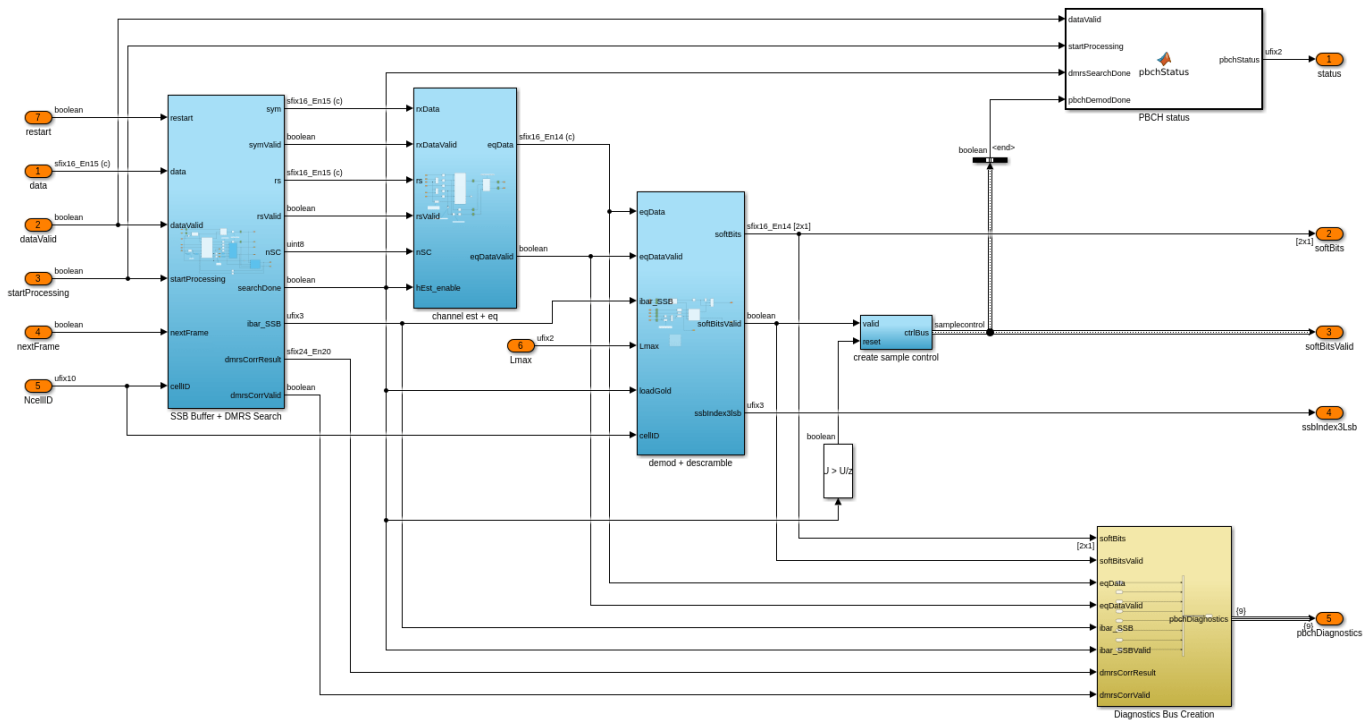 boolean
7
restart
sfix16_En15 (c)
1
data
boolean
2
dataValid
boolean
3
startProcessing
boolean
4
nextFrame
ufix10
5
NcellID
restart
data
dataValid
startProcessing
nextFrame
cellID
sym
symValid
rs
rsValid
nSC
searchDone
ibar_SSB
dmrsCorrResult
dmrsCorrValid
SSB Buffer + DMRS Search
sfix16_En15 (c)
boolean
sfix16_En15 (c)
boolean
uint8
boolean
ufix3
sfix24_En20
boolean
rxData
rxDataValid
rs
rsValid
nSC
hEst_enable
eqData
eqDataValid
channel est + eq
sfix16_En14 (c)
boolean
ufix2
6
Lmax
eqData
eqDataValid
ibar_SSB
Lmax
loadGold
cellID
softBits
softBitsValid
ssbIndex3lsb
demod + descramble
sfix16_En14 [2x1]
boolean
ufix3
valid
reset
ctrlBus
create sample control
samplecontrol
boolean
U > U/z
boolean
<end>
dataValid
startProcessing
dmrsSearchDone
pbchDemodDone
pbchStatus
pbchStatus
PBCH status
ufix2
1
status
2
[2x1]
softBits
3
softBitsValid
4
ssbIndex3Lsb
softBits
[2x1]
softBitsValid
eqData
eqDataValid
ibar_SSB
ibar_SSBValid
dmrsCorrResult
dmrsCorrValid
pbchDiagnostics
Diagnostics Bus Creation
{9}
{9}
5
pbchDiagnostics